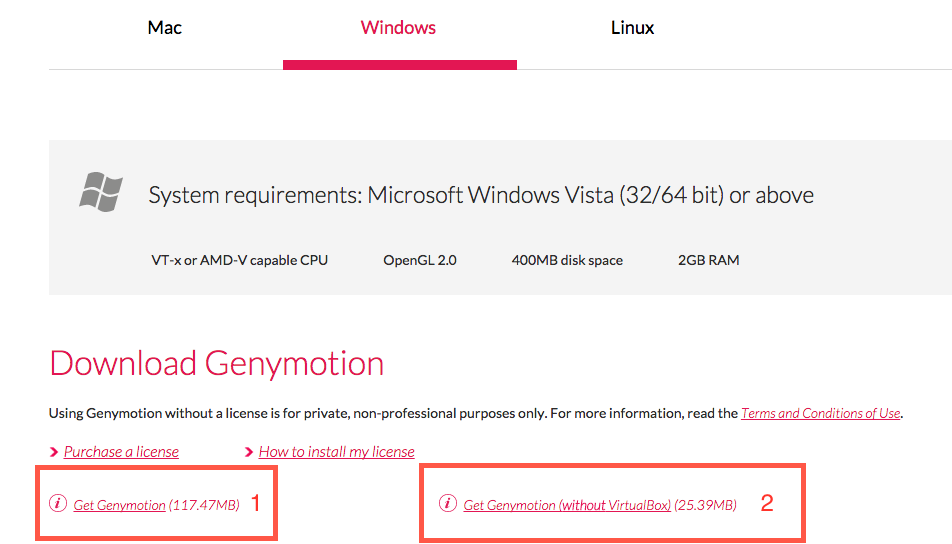 Mac Windows Linux
System requirements: Microsoft Windows Vista (32/64 bit) or above
VT-x or AMD-V capable CPU OpenGL 2.0 400MB disk space 2GB RAM
Download Genymotion
Using Genymotion without a license is for private, non-professional purposes only. For more information, read the Terms and Conditions of Use.
Purchase a license How to install my license
Get Genymotion (117.47MB) 1 Get Genymotion (without VirtualBox) (25.39MB) 2